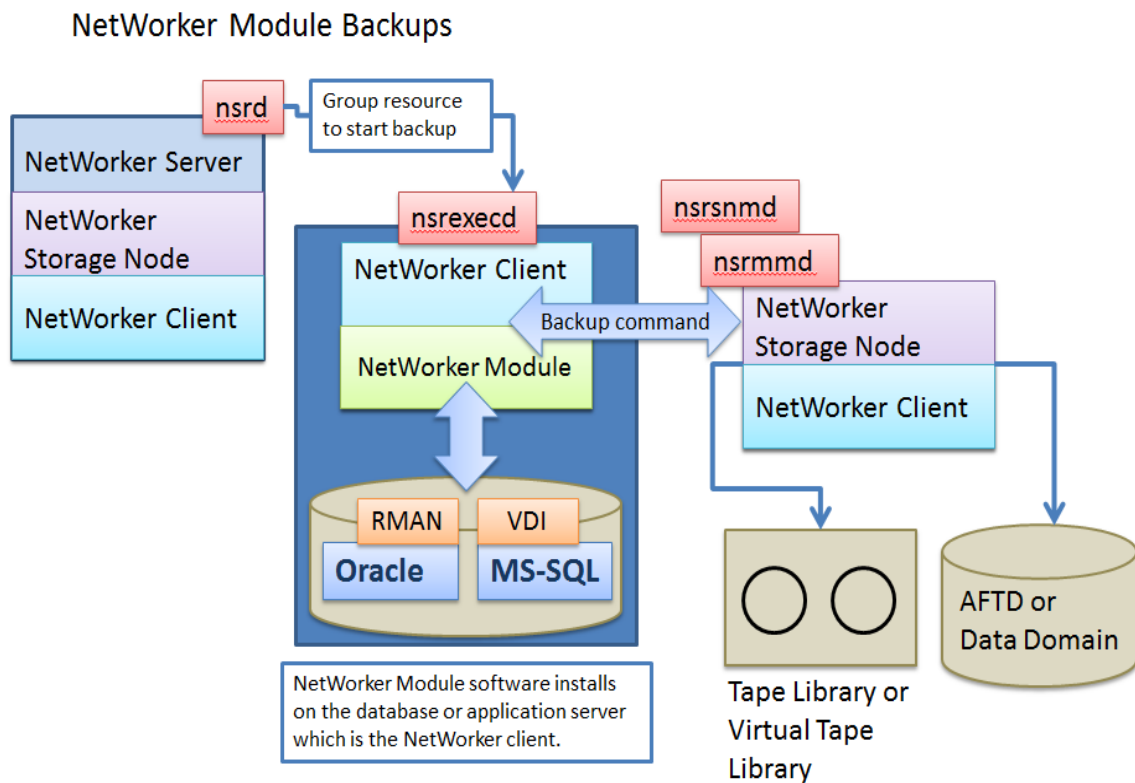 NetWorker Module Backups
nsrd
Group resource
to start backup
NetWorker Server
NetWorker
Storage Node
NetWorker Client
nsrexecd
NetWorker Client
NetWorker Module
Backup command
nsrsnmd
nsrmmd
NetWorker
Storage Node
NetWorker Client
RMAN
VDI
Oracle
MS-SQL
NetWorker Module software installs
on the database or application server
which is the NetWorker client.
Tape Library or
Virtual Tape
Library
AFTD or
Data Domain